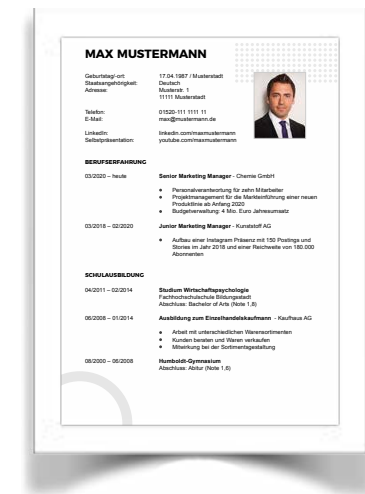 MAX MUSTERMANN
Geburtstag/-ort: 17.04.1987 / Musterstadt
Staatsangehörigkeit: Deutsch
Adresse: Musterstr. 1
11111 Musterstadt
Telefon: 01520-111 1111 11
E-Mail: max@mustermann.de
LinkedIn: linkedin.com/maxmustermann
Selbstpräsentation: youtube.com/maxmustermann
BERUFSERFAHRUNG
03/2020 – heute Senior Marketing Manager - Chemie GmbH
● Personalverantwortung für zehn Mitarbeiter
● Projektmanagement für die Markteinführung einer neuen
Produktlinie ab Anfang 2020
● Budgetverwaltung: 4 Mio. Euro Jahresumsatz
03/2018 – 02/2020 Junior Marketing Manager - Kunststoff AG
● Aufbau einer Instagram Präsenz mit 150 Postings und
Stories im Jahr 2018 und einer Reichweite von 180.000
Abonnenten
SCHULAUSBILDUNG
04/2011 – 02/2014 Studium Wirtschaftspsychologie
Fachhochschulschule Bildungsstadt
Abschluss: Bachelor of Arts (Note 1,8)
06/2008 – 01/2014 Ausbildung zum Einzelhandelskaufmann - Kaufhaus AG
● Arbeit mit unterschiedlichen Warensortimenten
● Kunden beraten und Waren verkaufen
● Mitwirkung bei der Sortimentsgestaltung
08/2000 – 06/2008 Humboldt-Gymnasium
Abschluss: Abitur (Note 1,6)